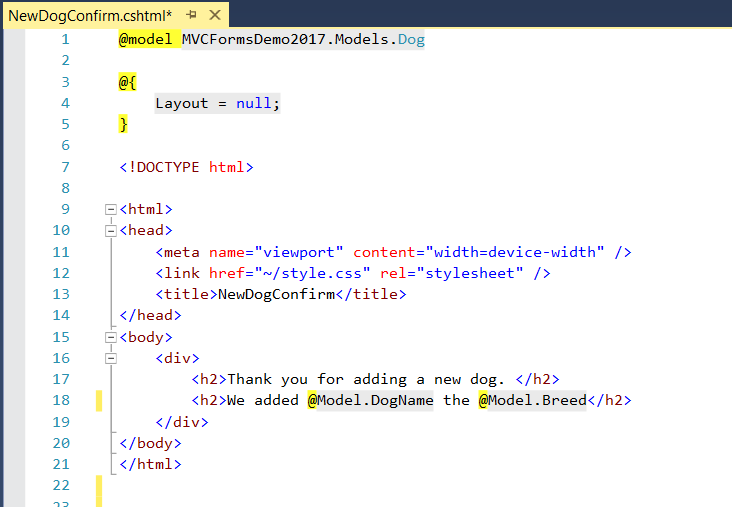 NewDogConfirm.cshtml*
1 @model MVCFormsDemo2017.Models.Dog
2
3 @{
4     Layout = null;
5 }
6
7 <!DOCTYPE html>
8
9 <html>
10 <head>
11     <meta name="viewport" content="width=device-width" />
12     <link href="~/style.css" rel="stylesheet" />
13     <title>NewDogConfirm</title>
14 </head>
15 <body>
16     <div>
17         <h2>Thank you for adding a new dog. </h2>
18         <h2>We added @Model.DogName the @Model.Breed</h2>
19     </div>
20 </body>
21 </html>
22
23